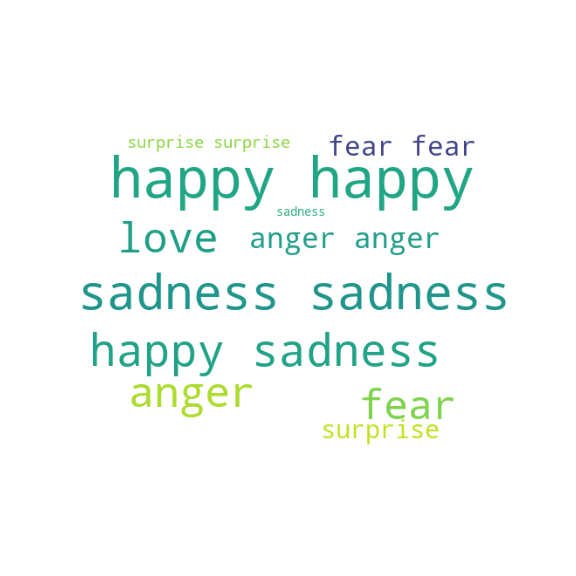 surprise surprise
fear fear
happy happy
sadness
love
anger anger
sadness sadness
happy sadness
anger
fear
surprise